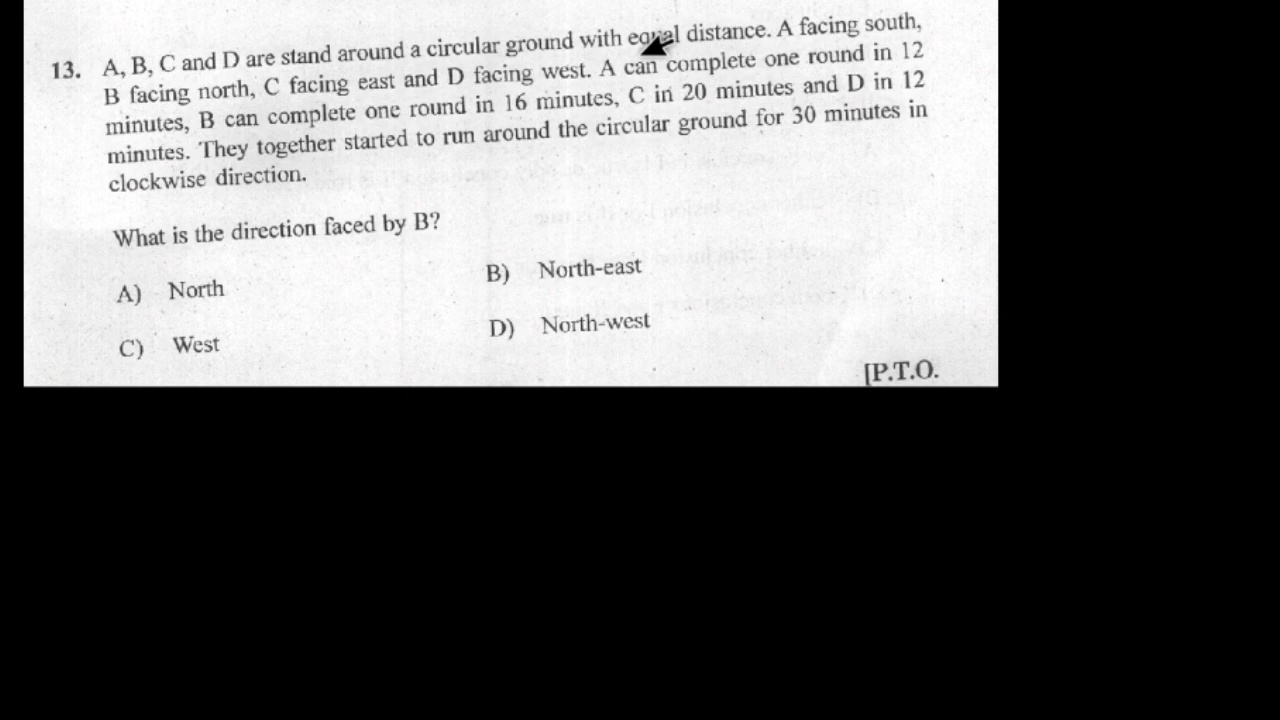 13. A, B, C and D are stand around a circular ground with equal distance. A facing south,
B facing north, C facing east and D facing west. A can complete one round in 12
minutes, B can complete one round in 16 minutes, C in 20 minutes and D in 12
minutes. They together started to run around the circular ground for 30 minutes in
clockwise direction.
What is the direction faced by B?
A) North B) North-east
C) West D) North-west
[P.T.O.